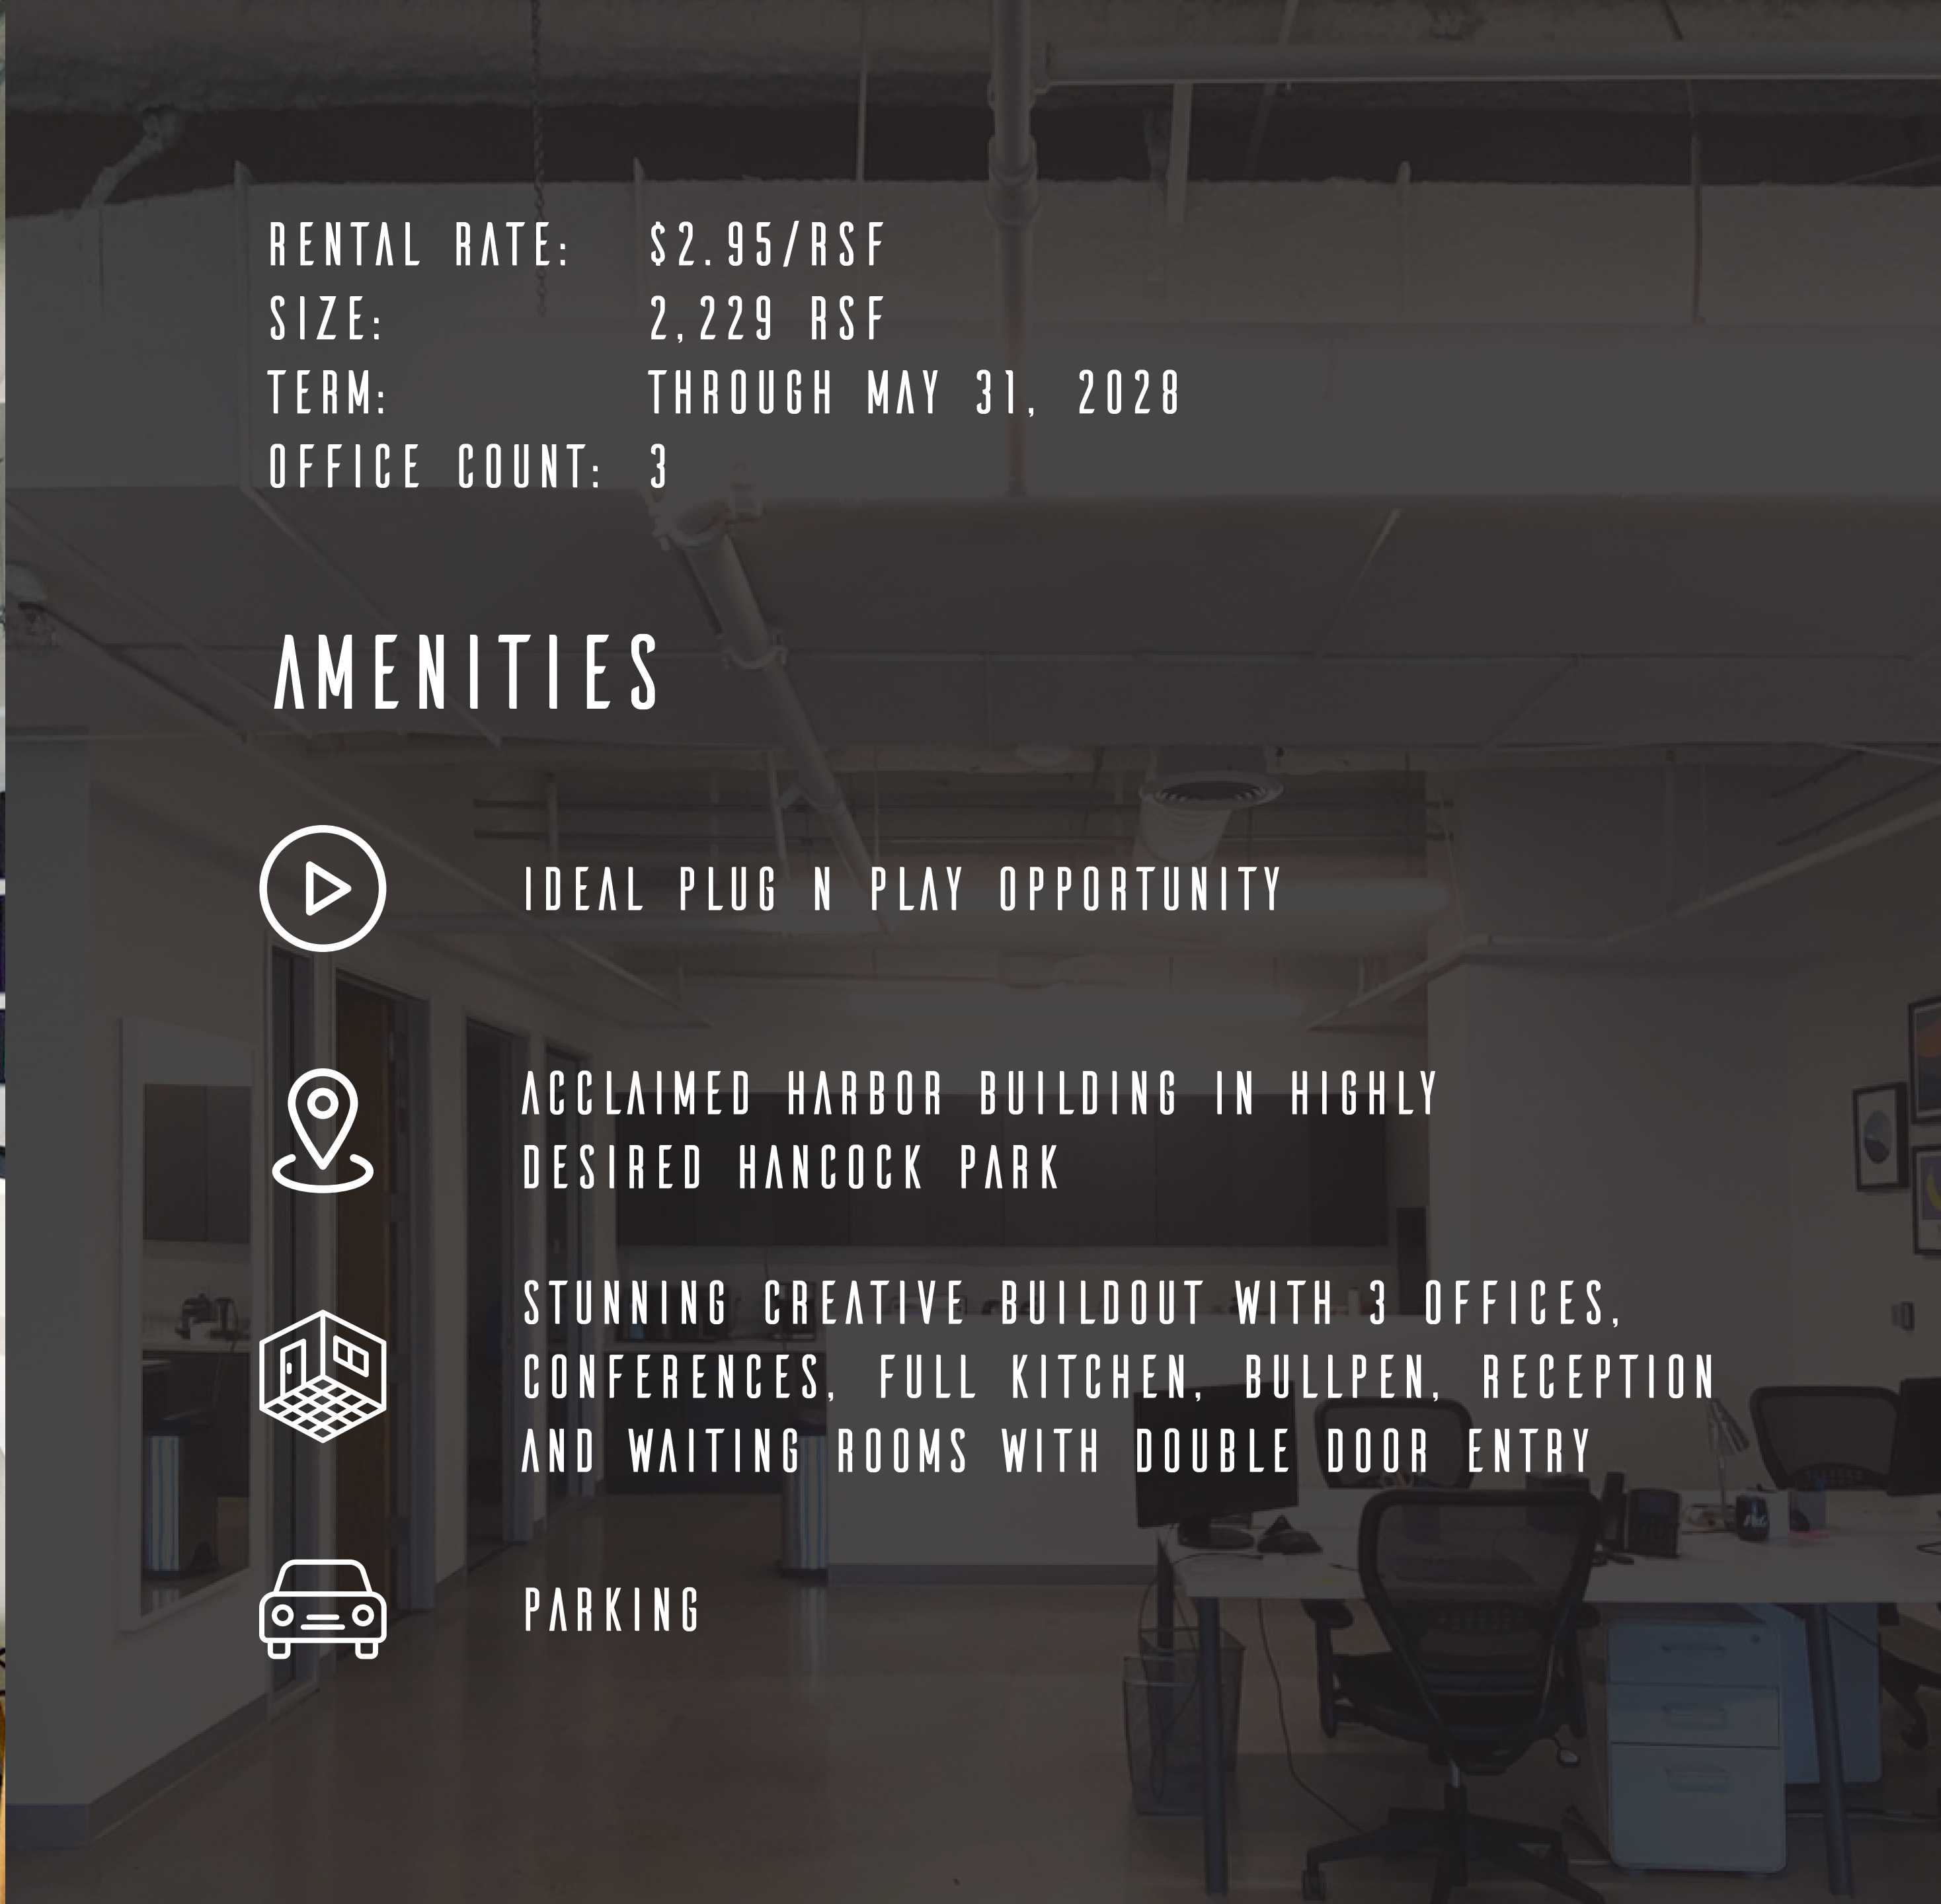 RENTAL RATE: $2.95/RSF
SIZE: 2,229 RSF
TERM: THROUGH MAY 31, 2028
OFFICE COUNT: 3
AMENITIES
IDEAL PLUG N PLAY OPPORTUNITY
ACCLAIMED HARBOR BUILDING IN HIGHLY
DESIRED HANCOCK PARK
STUNNING CREATIVE BUILDOUT WITH 3 OFFICES,
CONFERENCES, FULL KITCHEN, BULLPEN, RECEPTION
AND WAITING ROOMS WITH DOUBLE DOOR ENTRY
PARKING